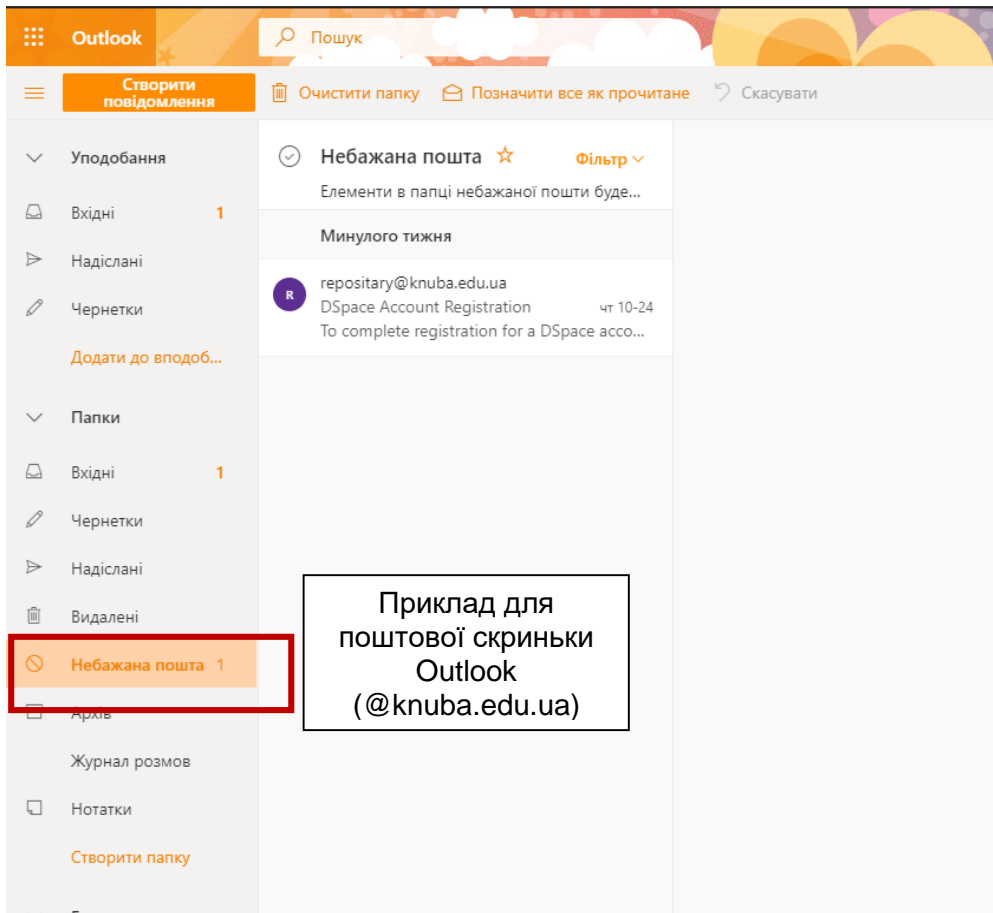 Outlook
Пошук
Створити
повідомлення
Очистити папку
Позначити все як прочитане
Скасувати
Уподобання
Вхідні 1
Надіслані
Чернетки
Додати до вподоб...
Папки
Вхідні 1
Чернетки
Надіслані
Видалені
Небажана пошта 1
Архів
Журнал розмов
Нотатки
Створити папку
Небажана пошта
Фільтр
Елементи в папці небажаної пошти буде...
Минулого тижня
R
repositary@knuba.edu.ua
DSpace Account Registration чт 10-24
To complete registration for a DSpace acco...
Приклад для
поштової скриньки
Outlook
(@knuba.edu.ua)